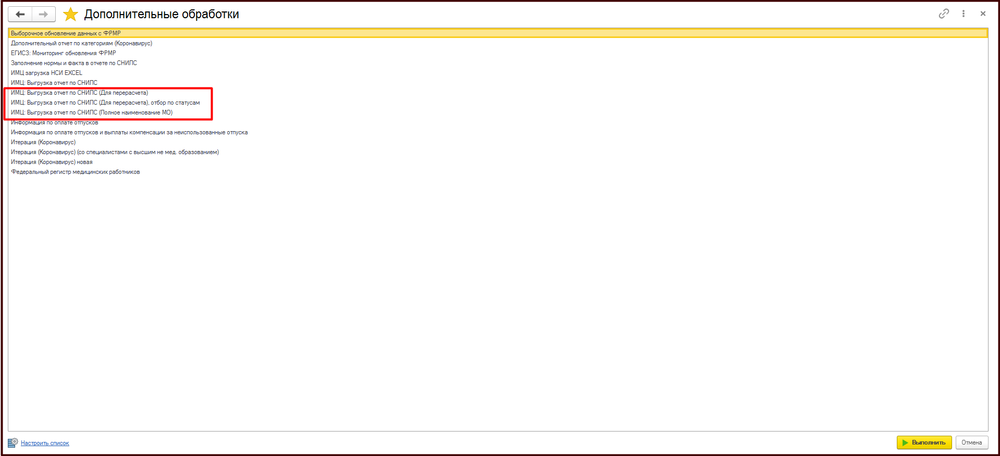 Дополнительные обработки
Выборочное обновление данных с ФРМР
Дополнительный отчет по категориям (Коронавирус)
ЕГИСЗ: Мониторинг обновления ФРМР
Заполнение нормы и факта в отчете по СНИЛС
ИМЦ загрузка НСИ EXCEL
ИМЦ: Выгрузка отчет по СНИЛС
ИМЦ: Выгрузка отчет по СНИЛС (Для перерасчета)
ИМЦ: Выгрузка отчет по СНИЛС (Для перерасчета), отбор по статусам
ИМЦ: Выгрузка отчет по СНИЛС (Полное наименование МО)
Информация по оплате отпусков
Информация по оплате отпусков и выплаты компенсации за неиспользованные отпуска
Итерация (Коронавирус)
Итерация (Коронавирус) (со специалистами с высшим не мед. образованием)
Итерация (Коронавирус) новая
Федеральный регистр медицинских работников
Настроить список
Выполнить
Отмена